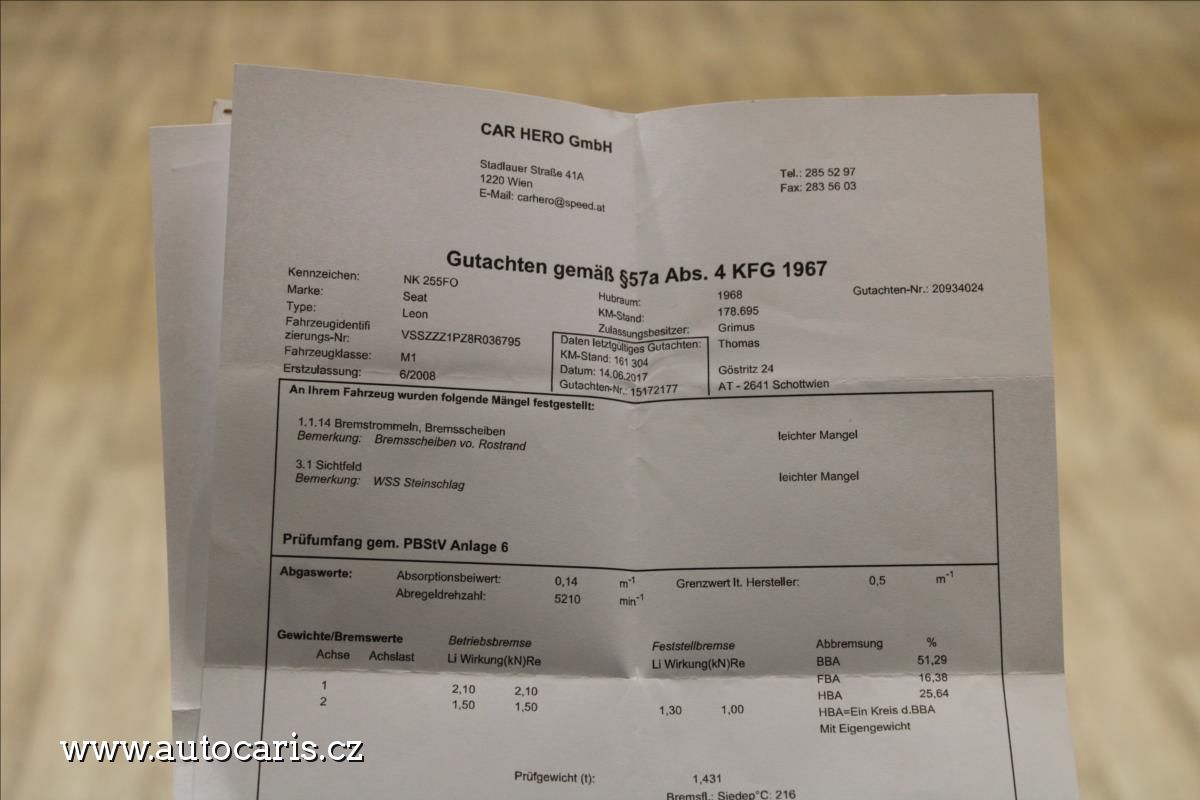 CAR HERO GmbH
Stadlauer Straße 41A
1220 Wien
E-Mail: carhero@speed.at
Tel.: 285 52 97
Fax: 283 56 03
Gutachten gemäß §57a Abs. 4 KFG 1967
Gutachten-Nr.: 20934024
Kennzeichen: NK 255FO
Marke: Seat
Type: Leon
Fahrzeugidentifi
zierungs-Nr: VSSZZZ1PZ8R036795
Fahrzeugklasse: M1
Erstzulassung: 6/2008
Hubraum: 1968
KM-Stand: 178.695
Zulassungsbesitzer: Grimus
Thomas
Göstritz 24
AT - 2641 Schottwien
Daten letztgültiges Gutachten:
KM-Stand: 161 304
Datum: 14.06.2017
Gutachten-Nr.: 15172177
An Ihrem Fahrzeug wurden folgende Mängel festgestellt:
1.1.14 Bremstrommeln, Bremsscheiben leichter Mangel
Bemerkung: Bremsscheiben vo. Rostrand
3.1 Sichtfeld leichter Mangel
Bemerkung: WSS Steinschlag
Prüfumfang gem. PBStV Anlage 6
Abgaswerte: Absorptionsbeiwert: 0,14 m-1 Grenzwert lt. Hersteller: 0,5 m-1
Abregeldrehzahl: 5210 min-1
Gewichte/Bremswerte Betriebsbremse Feststellbremse Abbremsung %
Achse Achslast Li Wirkung(kN)Re Li Wirkung(kN)Re BBA 51,29
FBA 16,38
1 2,10 2,10 HBA 25,64
2 1,50 1,50 1,30 1,00 HBA=Ein Kreis d.BBA
Mit Eigengewicht
Prüfgewicht (t): 1,431
Bremsfl.: Siedep°C: 216
www.autocaris.cz